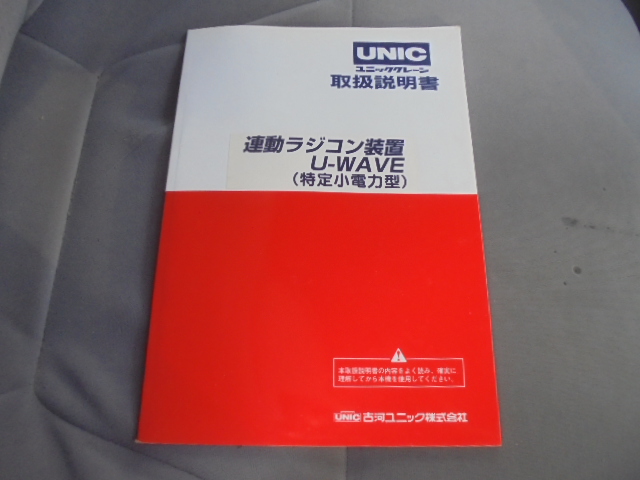 UNIC
ユニッククレーン
取扱説明書
連動ラジコン装置
U-WAVE
(特定小電力型)
本取扱説明書の内容をよく読み、確実に
理解してから本機を使用してください。
UNIC 古河ユニック株式会社